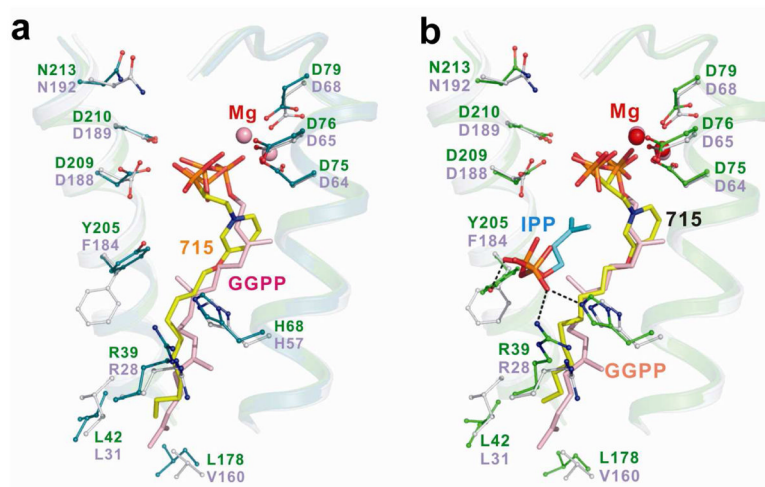 a
N213
N192
D210
D189
D209
D188
Y205
F184
R39
R28
L42
L31
Mg
D79
D68
D76
D65
D75
D64
715
GGPP
H68
H57
L178
V160
b
N213
N192
D210
D189
D209
D188
Y205
F184
IPP
R39
R28
L42
L31
Mg
D79
D68
D76
D65
D75
D64
715
GGPP
L178
V160